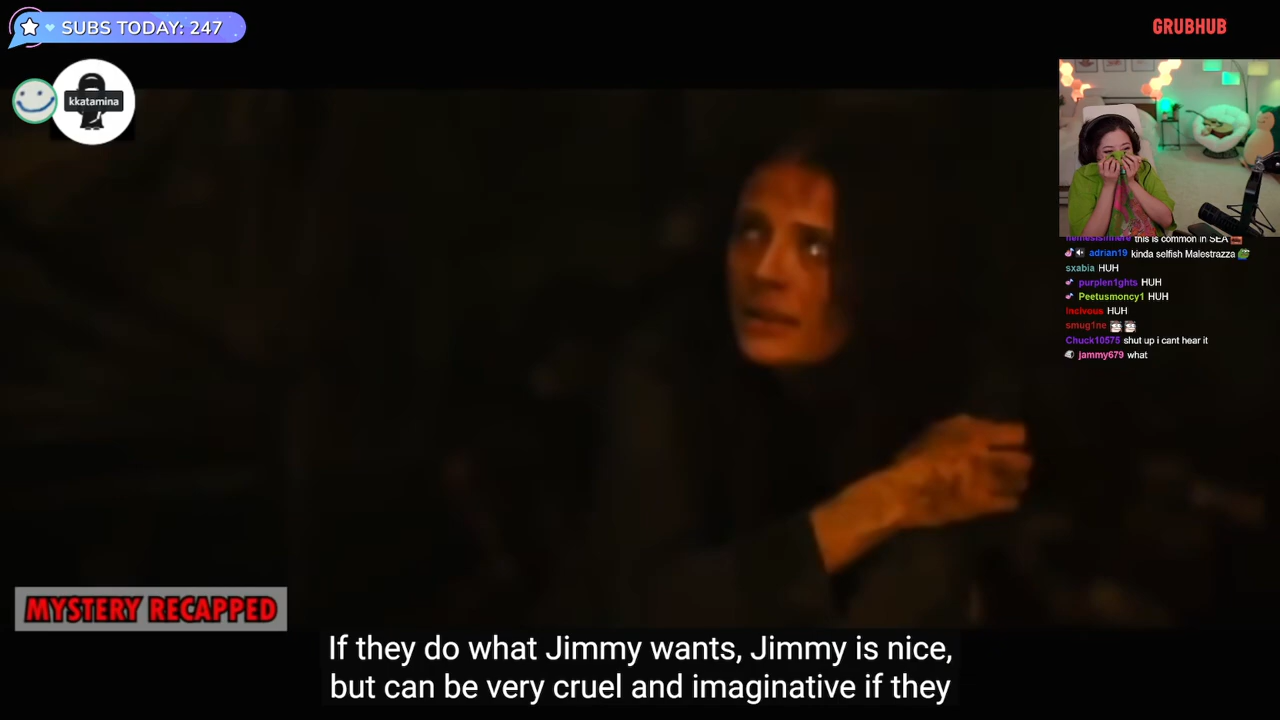 SUBS TODAY: 247
GRUBHUB
kkatamina
this is common in SEA
adrian19 kinda selfish Malestrazza
sxabia HUH
purplen1ghts HUH
Peetusmoncy1 HUH
Incivous HUH
smug1ne
Chuck10575 shut up i cant hear it
jammy679 what
MYSTERY RECAPPED
If they do what Jimmy wants, Jimmy is nice,
but can be very cruel and imaginative if they